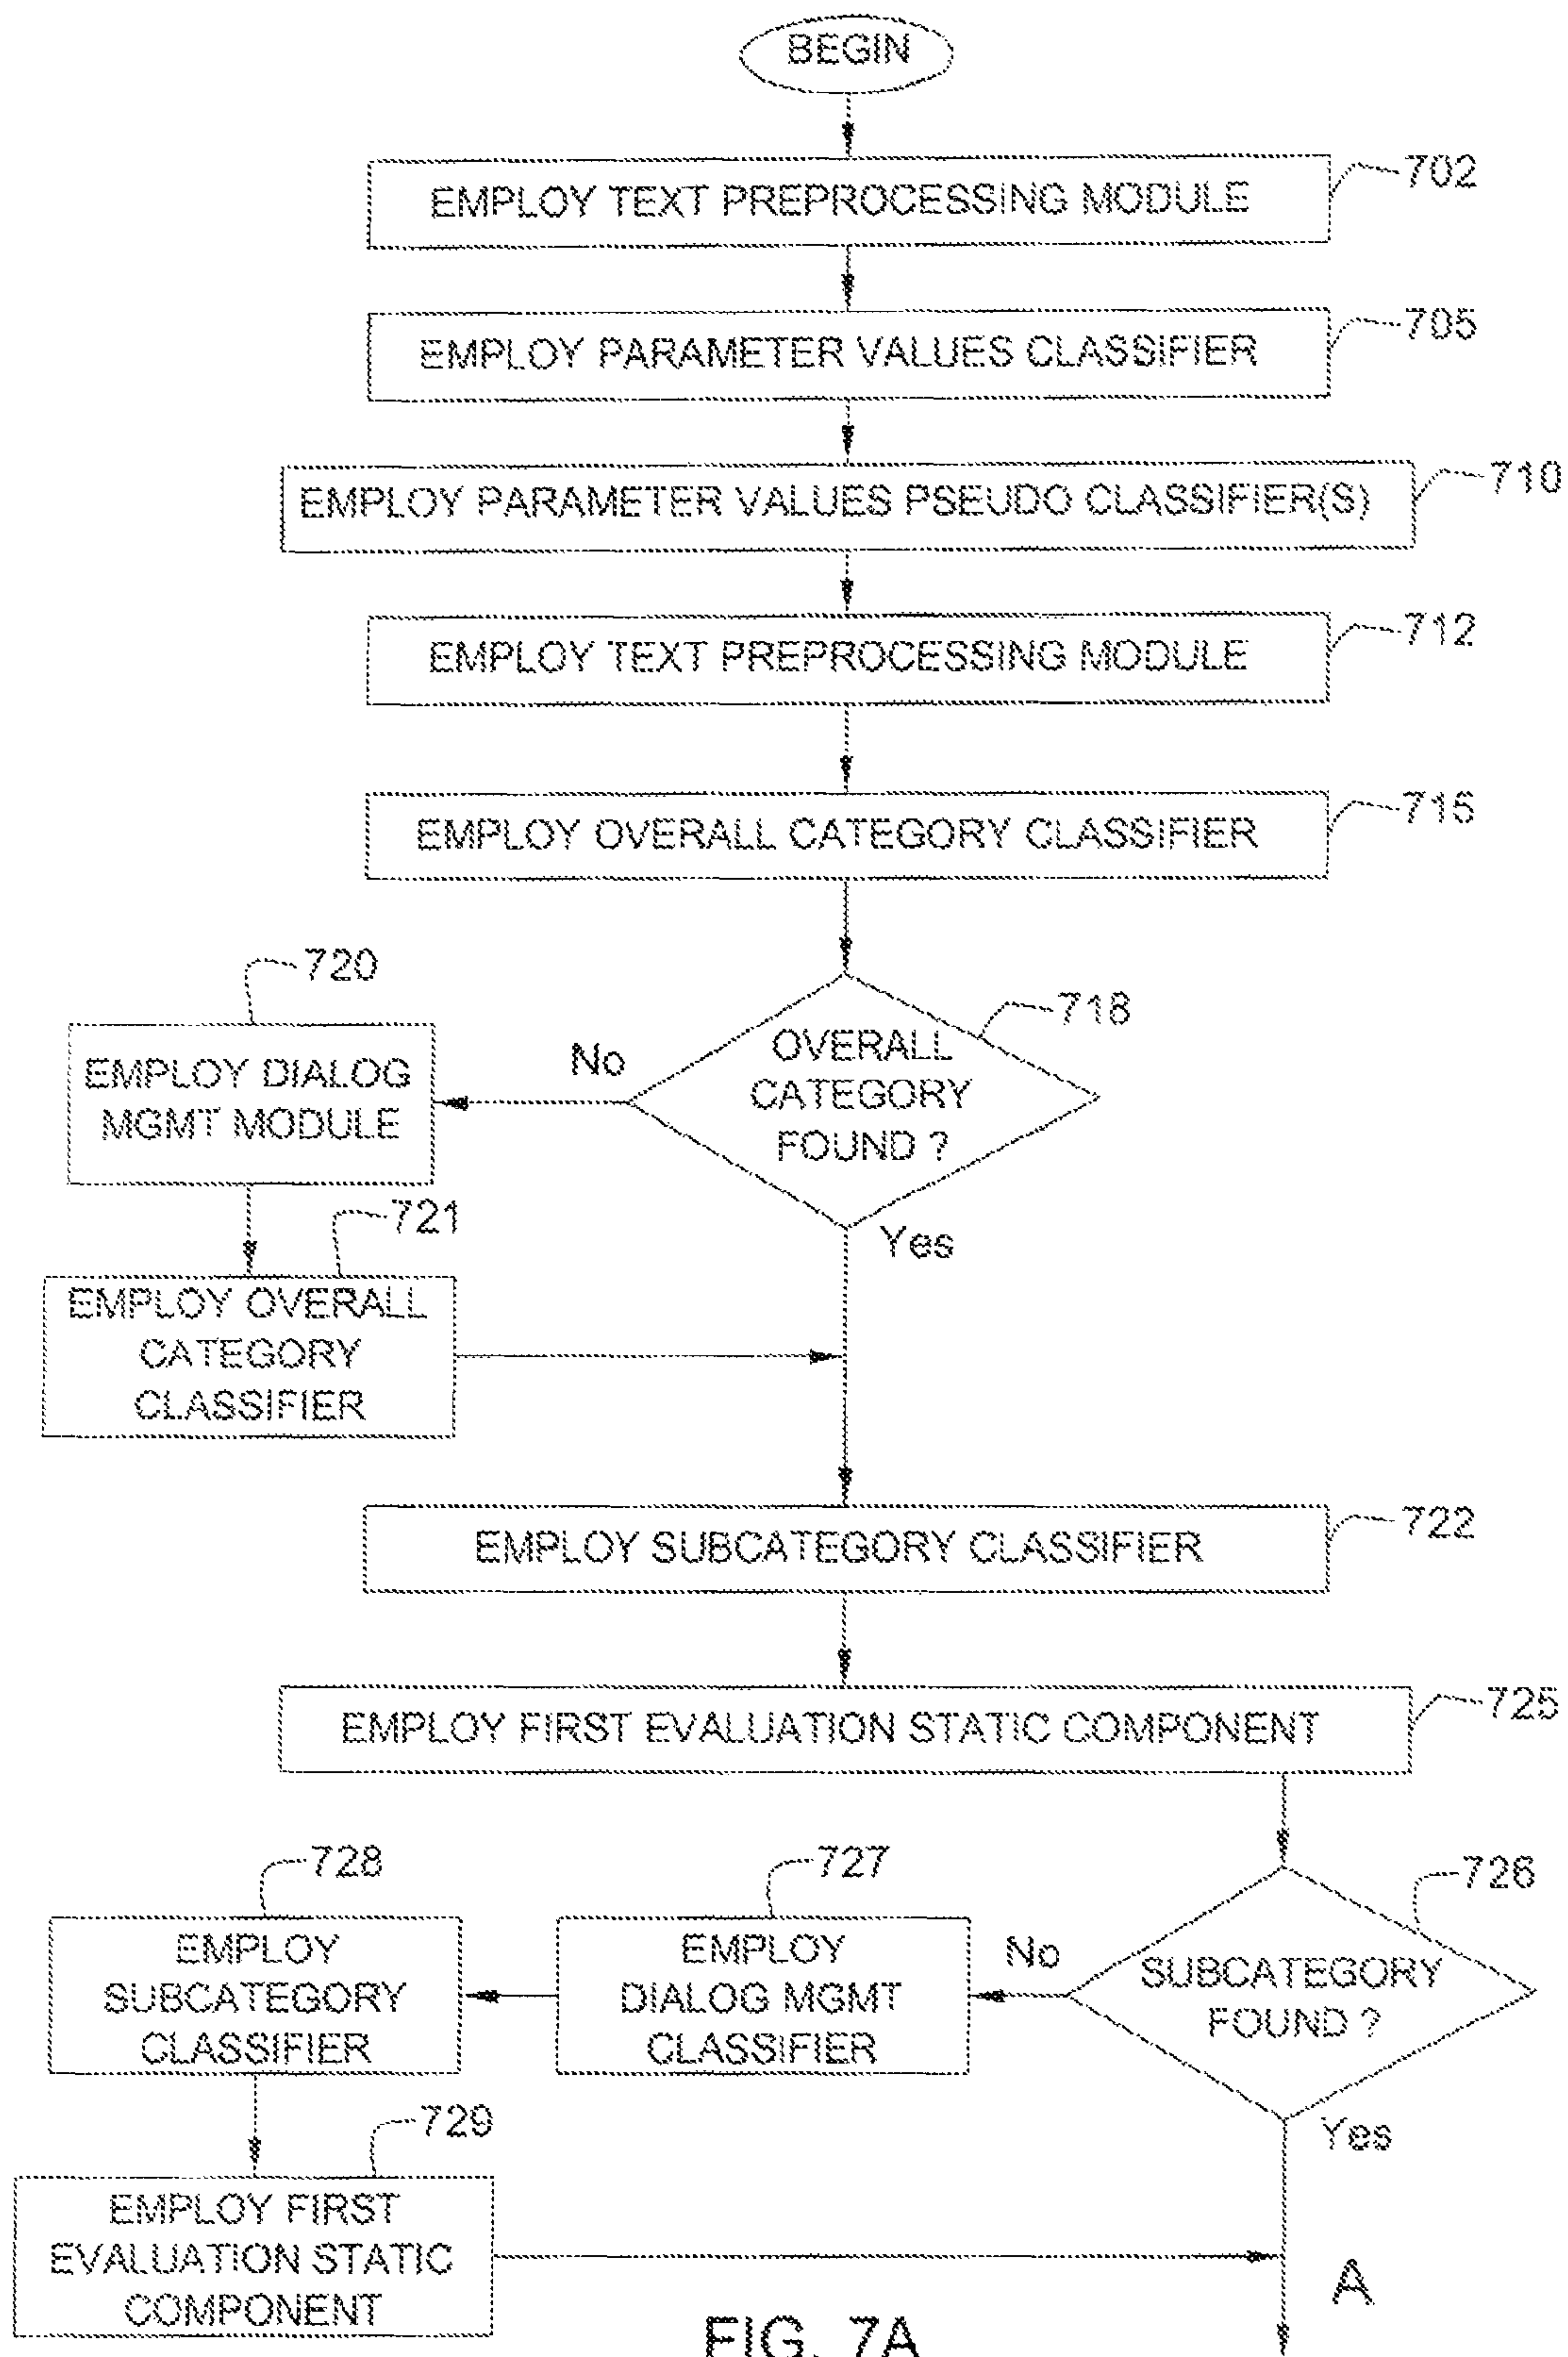 BEGIN
EMPLOY TEXT PREPROCESSING MODULE
702
EMPLOY PARAMETER VALUES CLASSIFIER
705
EMPLOY PARAMETER VALUES PSEUDO CLASSIFIER(S)
710
EMPLOY TEXT PREPROCESSING MODULE
712
EMPLOY OVERALL CATEGORY CLASSIFIER
715
720
718
EMPLOY DIALOG
MGMT MODULE
No
OVERALL
CATEGORY
FOUND ?
721
Yes
EMPLOY OVERALL
CATEGORY
CLASSIFIER
EMPLOY SUBCATEGORY CLASSIFIER
722
EMPLOY FIRST EVALUATION STATIC COMPONENT
725
728
727
726
EMPLOY
SUBCATEGORY
CLASSIFIER
EMPLOY
DIALOG MGMT
CLASSIFIER
No
SUBCATEGORY
FOUND ?
729
Yes
EMPLOY FIRST
EVALUATION STATIC
COMPONENT
A
FIG. 7A